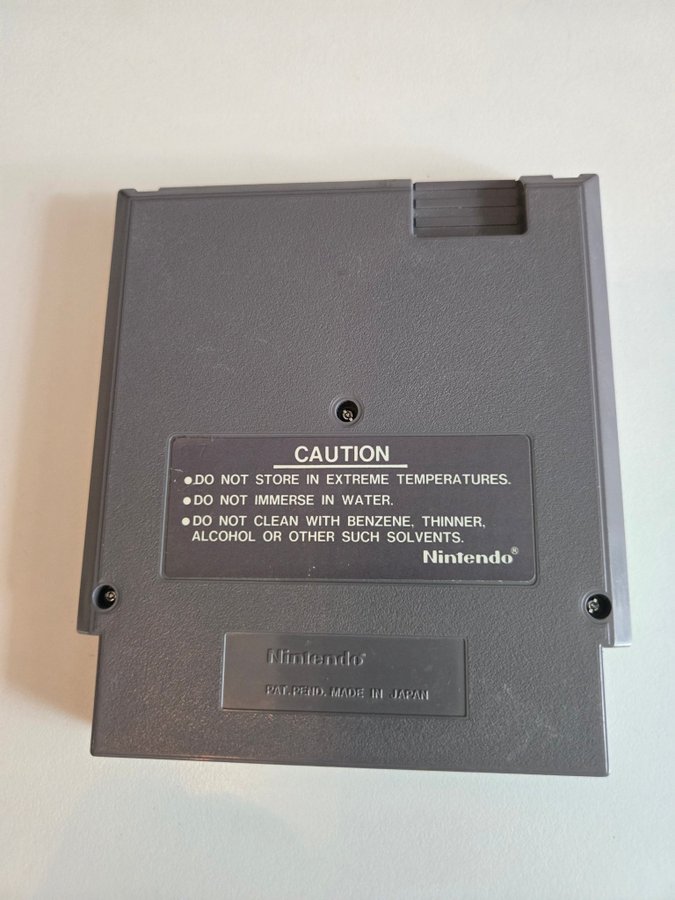 CAUTION
●DO NOT STORE IN EXTREME TEMPERATURES.
●DO NOT IMMERSE IN WATER.
●DO NOT CLEAN WITH BENZENE, THINNER,
ALCOHOL OR OTHER SUCH SOLVENTS.
Nintendo®
Nintendo®
PAT. PEND. MADE IN JAPAN